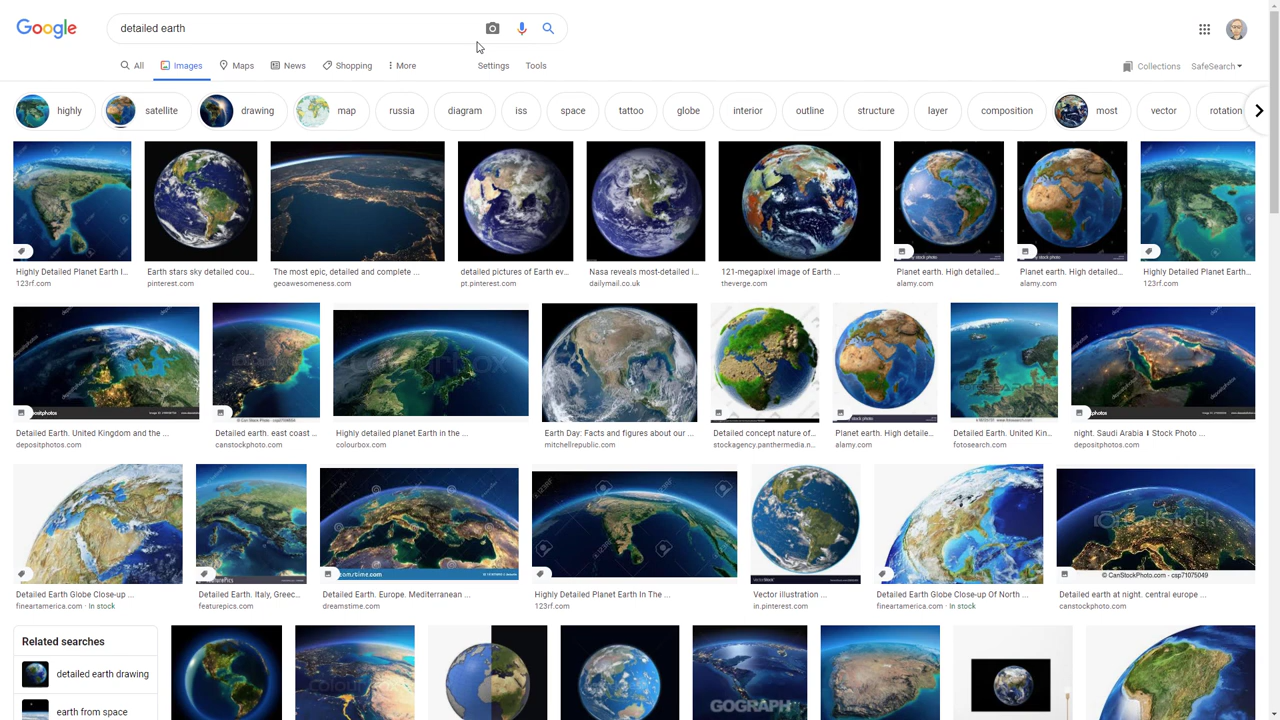 Google
detailed earth
All
Images
Maps
News
Shopping
More
Settings
Tools
Collections
SafeSearch
highly
satellite
drawing
map
russia
diagram
iss
space
tattoo
globe
interior
outline
structure
layer
composition
most
vector
rotation
Highly Detailed Planet Earth I...
123rf.com
Earth stars sky detailed cou...
pinterest.com
The most epic, detailed and complete ...
geoawesomeness.com
detailed pictures of Earth ev...
pt.pinterest.com
Nasa reveals most-detailed i...
dailymail.co.uk
121-megapixel image of Earth ...
theverge.com
Planet earth. High detailed...
alamy.com
Planet earth. High detailed...
alamy.com
Highly Detailed Planet Earth...
123rf.com
Detailed Earth. United Kingdom and the ...
depositphotos.com
Detailed earth. east coast ...
canstockphoto.com
Highly detailed planet Earth in the ...
colourbox.com
Earth Day: Facts and figures about our ...
mitchellrepublic.com
Detailed concept nature of...
stockagency.panthermedia.n...
Planet earth. High detaile...
alamy.com
Detailed Earth. United Kin...
fotosearch.com
night. Saudi Arabia ⬇ Stock Photo ...
depositphotos.com
dreamstime.com
CanStock
© CanStockPhoto.com - csp71075049
Detailed Earth Globe Close-up ...
fineartamerica.com · In stock
Detailed Earth. Italy, Greec...
featurepics.com
Detailed Earth. Europe. Mediterranean ...
dreamstime.com
Highly Detailed Planet Earth In The ...
123rf.com
Vector illustration ...
in.pinterest.com
Detailed Earth Globe Close-up Of North ...
fineartamerica.com · In stock
Detailed earth at night. central europe ...
canstockphoto.com
Related searches
detailed earth drawing
earth from space
GOGRAPH